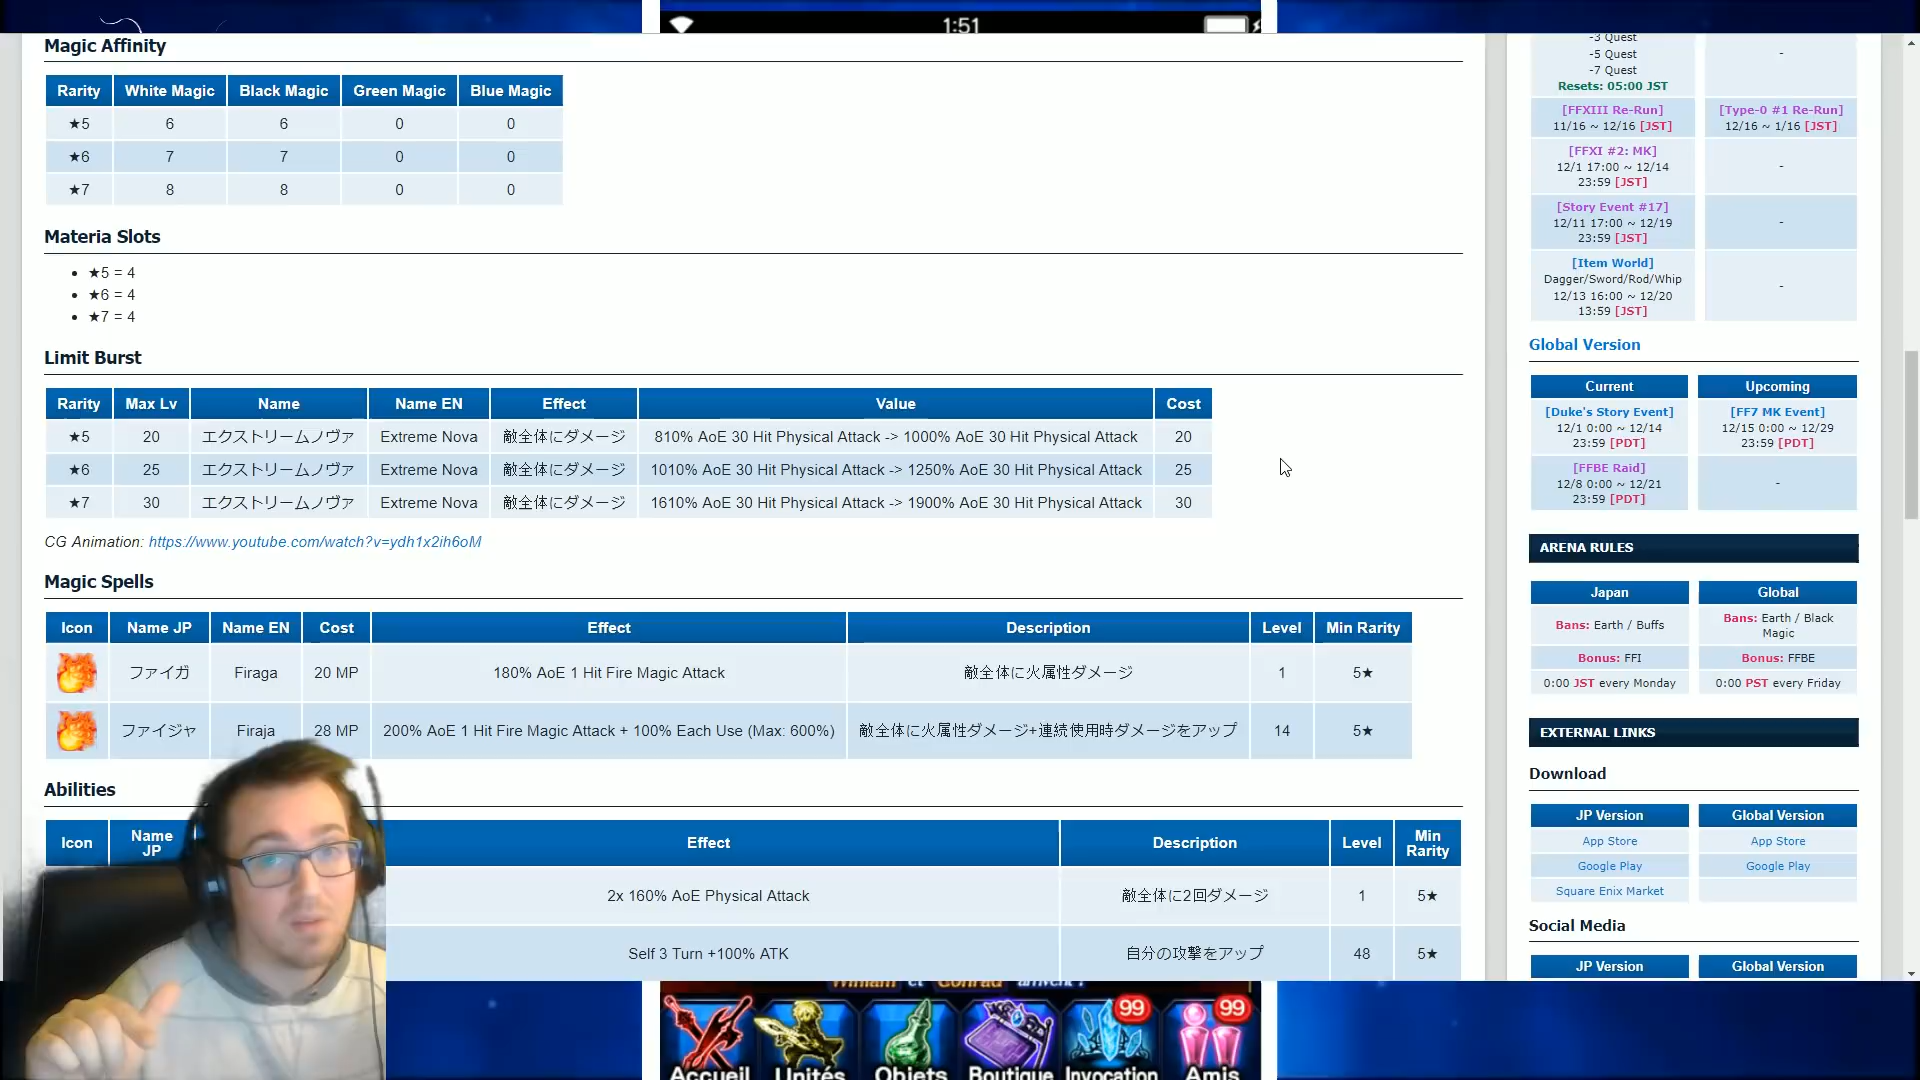 1:51
Magic Affinity
Rarity White Magic Black Magic Green Magic Blue Magic
★5 6 6 0 0
★6 7 7 0 0
★7 8 8 0 0
Materia Slots
★5 = 4
★6 = 4
★7 = 4
Limit Burst
Rarity Max Lv Name Name EN Effect Value Cost
★5 20 エクストリームノヴァ Extreme Nova 敵全体にダメージ 810% AoE 30 Hit Physical Attack -> 1000% AoE 30 Hit Physical Attack 20
★6 25 エクストリームノヴァ Extreme Nova 敵全体にダメージ 1010% AoE 30 Hit Physical Attack -> 1250% AoE 30 Hit Physical Attack 25
★7 30 エクストリームノヴァ Extreme Nova 敵全体にダメージ 1610% AoE 30 Hit Physical Attack -> 1900% AoE 30 Hit Physical Attack 30
CG Animation: https://www.youtube.com/watch?v=ydh1x2ih6oM
Magic Spells
Icon Name JP Name EN Cost Effect Description Level Min Rarity
ファイガ Firaga 20 MP 180% AoE 1 Hit Fire Magic Attack 敵全体に火属性ダメージ 1 5★
ファイジャ Firaja 28 MP 200% AoE 1 Hit Fire Magic Attack + 100% Each Use (Max: 600%) 敵全体に火属性ダメージ+連続使用時ダメージをアップ 14 5★
Abilities
Icon Name JP Effect Description Level Min Rarity
2x 160% AoE Physical Attack 敵全体に2回ダメージ 1 5★
Self 3 Turn +100% ATK 自分の攻撃をアップ 48 5★
-3 Quest
-5 Quest
-7 Quest
Resets: 05:00 JST
-
[FFXIII Re-Run]
11/16 ~ 12/16 [JST]
[Type-0 #1 Re-Run]
12/16 ~ 1/16 [JST]
[FFXI #2: MK]
12/1 17:00 ~ 12/14
23:59 [JST]
-
[Story Event #17]
12/11 17:00 ~ 12/19
23:59 [JST]
-
[Item World]
Dagger/Sword/Rod/Whip
12/13 16:00 ~ 12/20
13:59 [JST]
-
Global Version
Current Upcoming
[Duke's Story Event]
12/1 0:00 ~ 12/14
23:59 [PDT]
[FF7 MK Event]
12/15 0:00 ~ 12/29
23:59 [PDT]
[FFBE Raid]
12/8 0:00 ~ 12/21
23:59 [PDT]
-
ARENA RULES
Japan Global
Bans: Earth / Buffs
Bans: Earth / Black
Magic
Bonus: FFI Bonus: FFBE
0:00 JST every Monday 0:00 PST every Friday
EXTERNAL LINKS
Download
JP Version Global Version
App Store App Store
Google Play Google Play
Square Enix Market
Social Media
JP Version Global Version
William et Conrad arrivent !
99 99
Accueil Unités Objets Boutique Invocation Amis